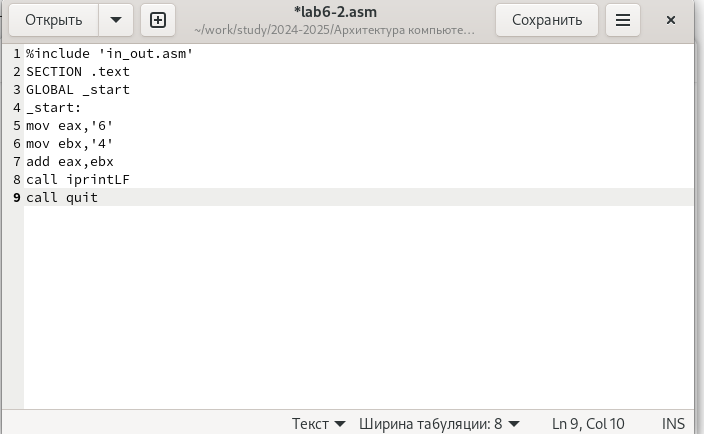 *lab6-2.asm
Открыть
~/work/study/2024-2025/Архитектура компьюте…
Сохранить
1 %include 'in_out.asm'
2 SECTION .text
3 GLOBAL _start
4 _start:
5 mov eax,'6'
6 mov ebx,'4'
7 add eax,ebx
8 call iprintLF
9 call quit
Текст Ширина табуляции: 8 Ln 9, Col 10 INS